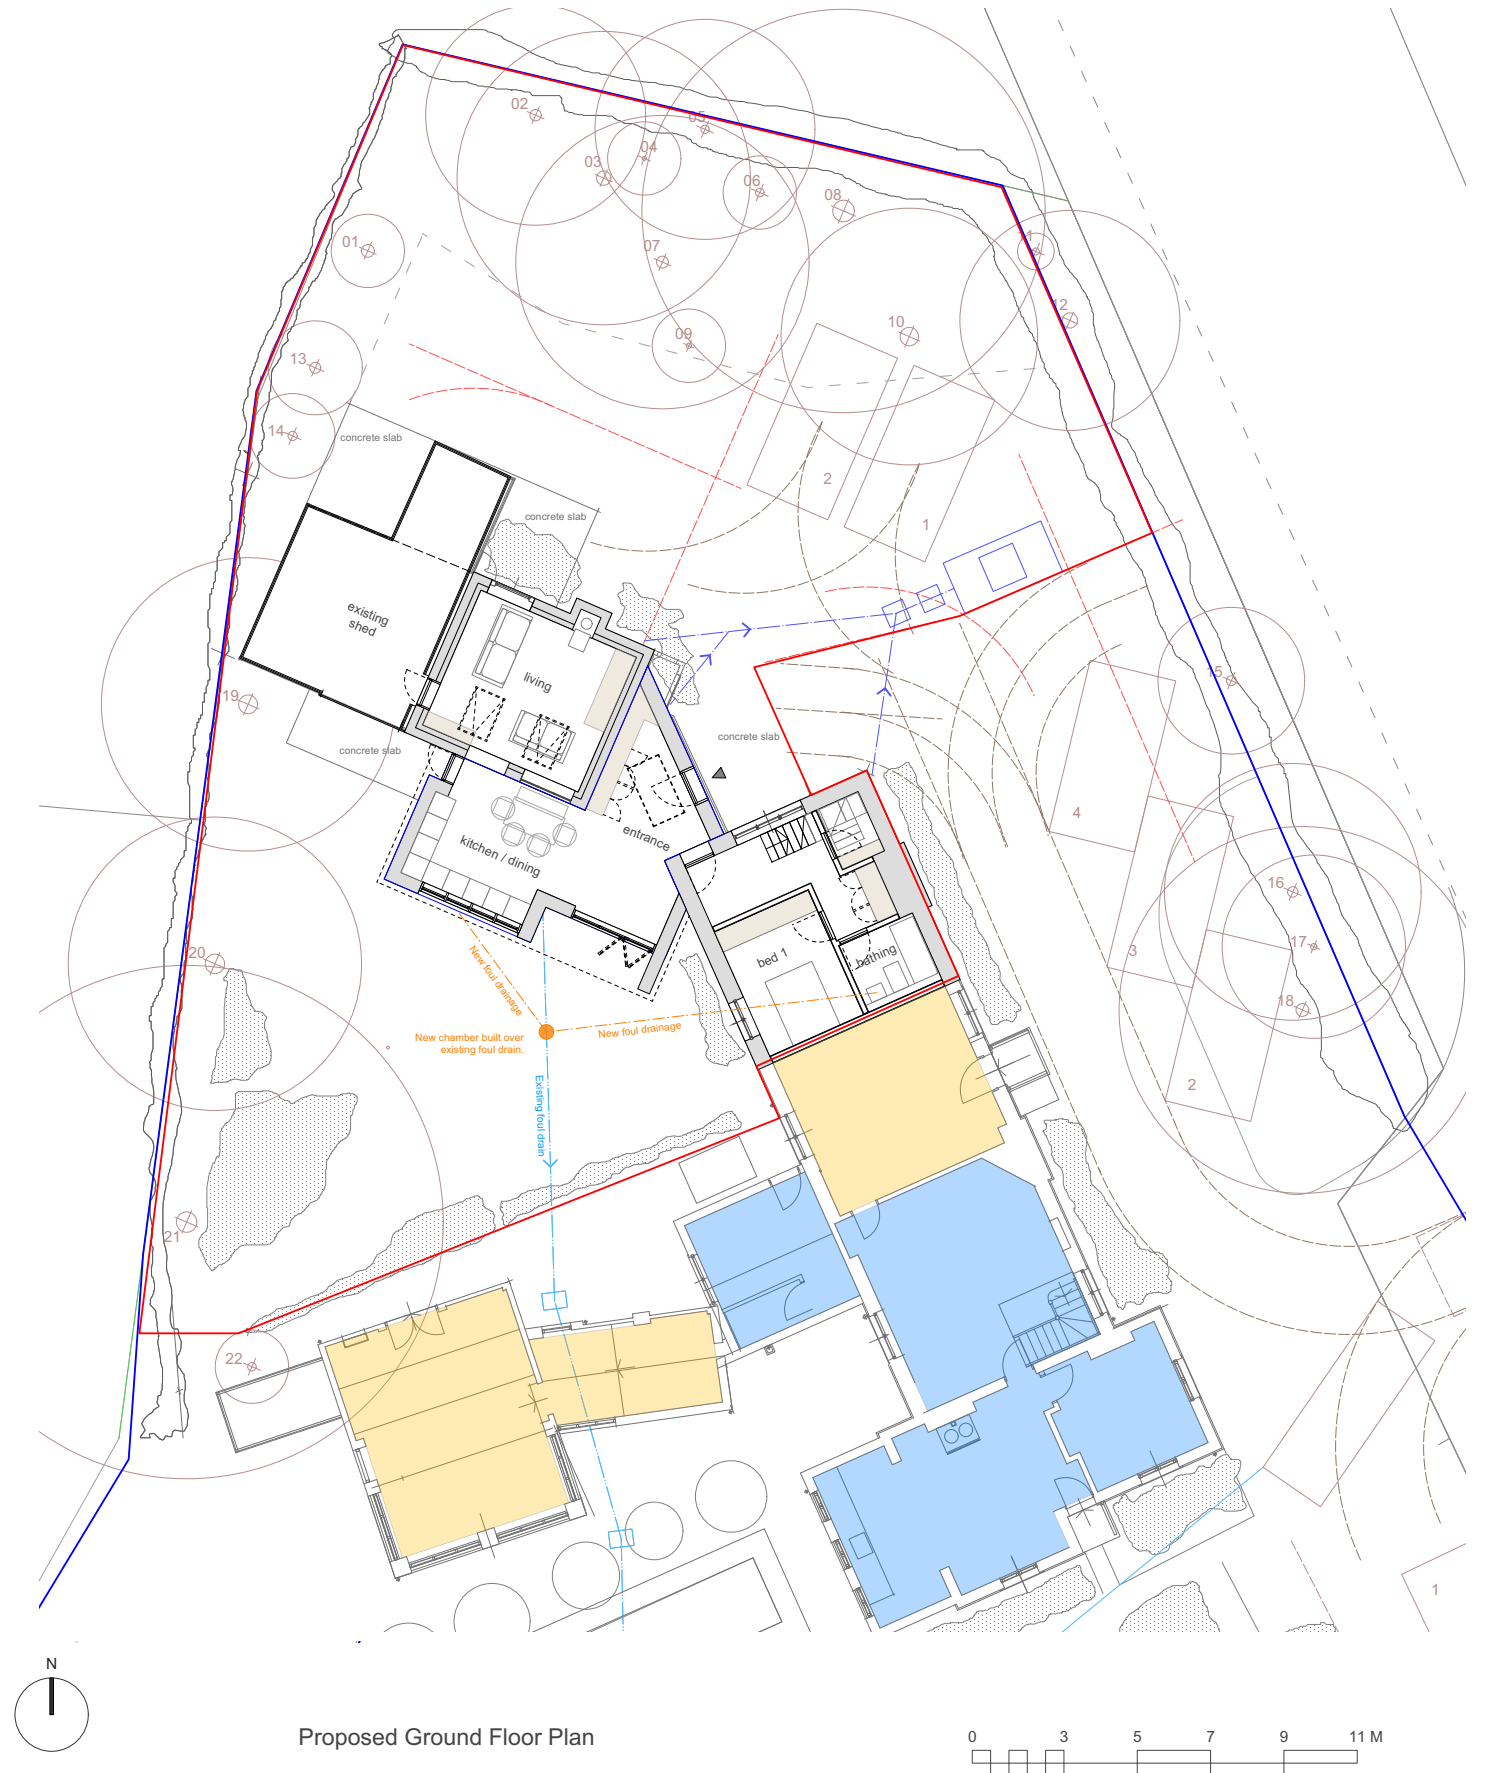 02
05
04
03
06
08
01
07
11
12
09
10
13
14
concrete slab
2
concrete slab
1
existing
shed
living
15
19
concrete slab
concrete slab
4
entrance
kitchen / dining
16
17
3
20
bed 1
bathing
New foul drainage
18
New foul drainage
New chamber built over
existing foul drain.
Existing foul drain
2
21
22
1
N
Proposed Ground Floor Plan
0 3 5 7 9 11 M